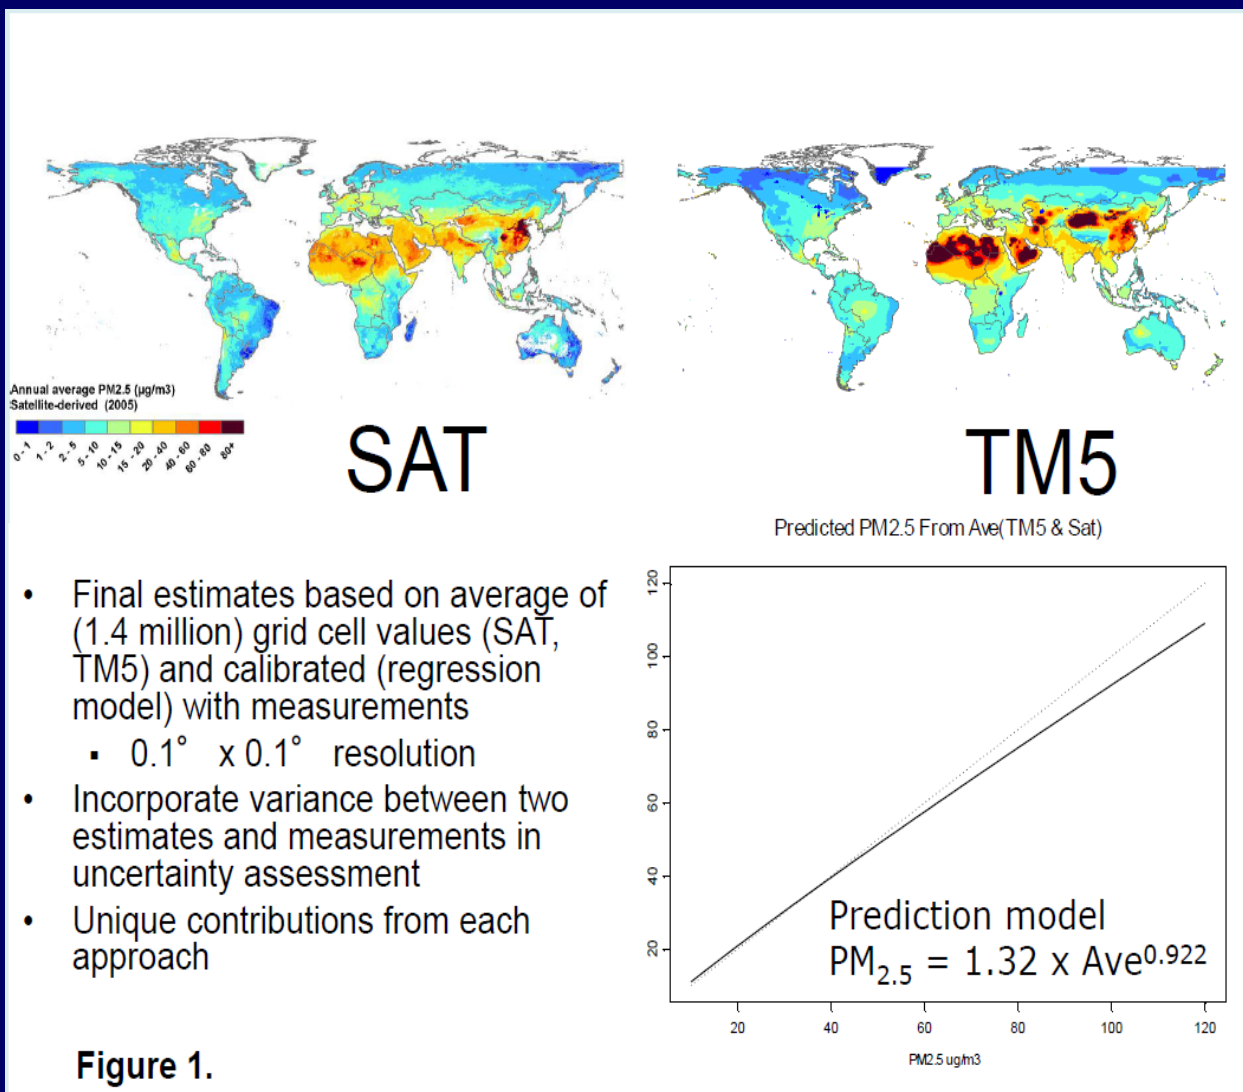 Annual average PM2.5 (µg/m3)
Satellite-derived (2005)
0 - 1
1 - 2
2 - 5
5 - 10
10 - 15
15 - 20
20 - 40
40 - 60
60 - 80
80+
SAT
TM5
• Final estimates based on average of
(1.4 million) grid cell values (SAT,
TM5) and calibrated (regression
model) with measurements
▪ 0.1° x 0.1° resolution
• Incorporate variance between two
estimates and measurements in
uncertainty assessment
• Unique contributions from each
approach
Predicted PM2.5 From Ave(TM5 & Sat)
120
100
80
60
40
20
Prediction model
PM2.5 = 1.32 x Ave0.922
20 40 60 80 100 120
PM2.5 ug/m3
Figure 1.